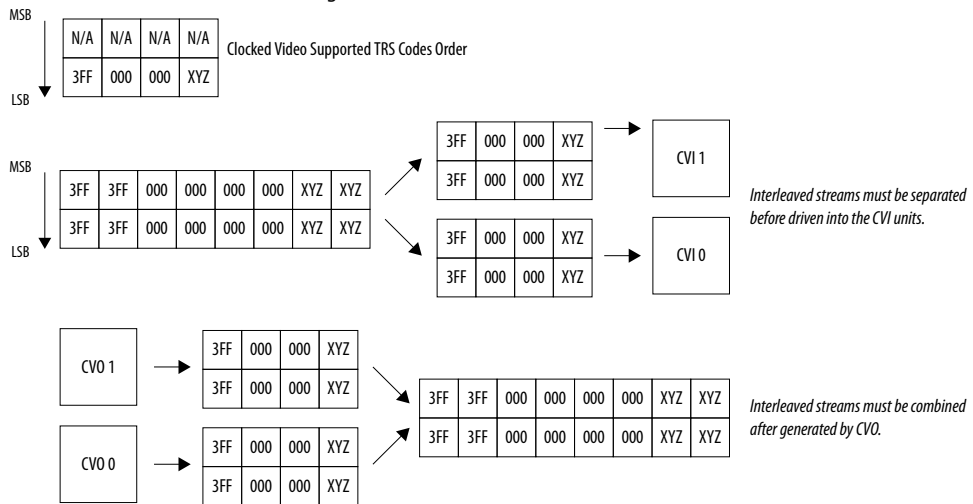 MSB
N/A N/A N/A N/A
Clocked Video Supported TRS Codes Order
3FF 000 000 XYZ
LSB
3FF 000 000 XYZ
3FF 000 000 XYZ
CVI 1
MSB
3FF 3FF 000 000 000 000 XYZ XYZ
3FF 3FF 000 000 000 000 XYZ XYZ
LSB
Interleaved streams must be separated
before driven into the CVI units.
3FF 000 000 XYZ
3FF 000 000 XYZ
CVI 0
CVO 1
3FF 000 000 XYZ
3FF 000 000 XYZ
3FF 3FF 000 000 000 000 XYZ XYZ
3FF 3FF 000 000 000 000 XYZ XYZ
Interleaved streams must be combined
after generated by CVO.
CVO 0
3FF 000 000 XYZ
3FF 000 000 XYZ